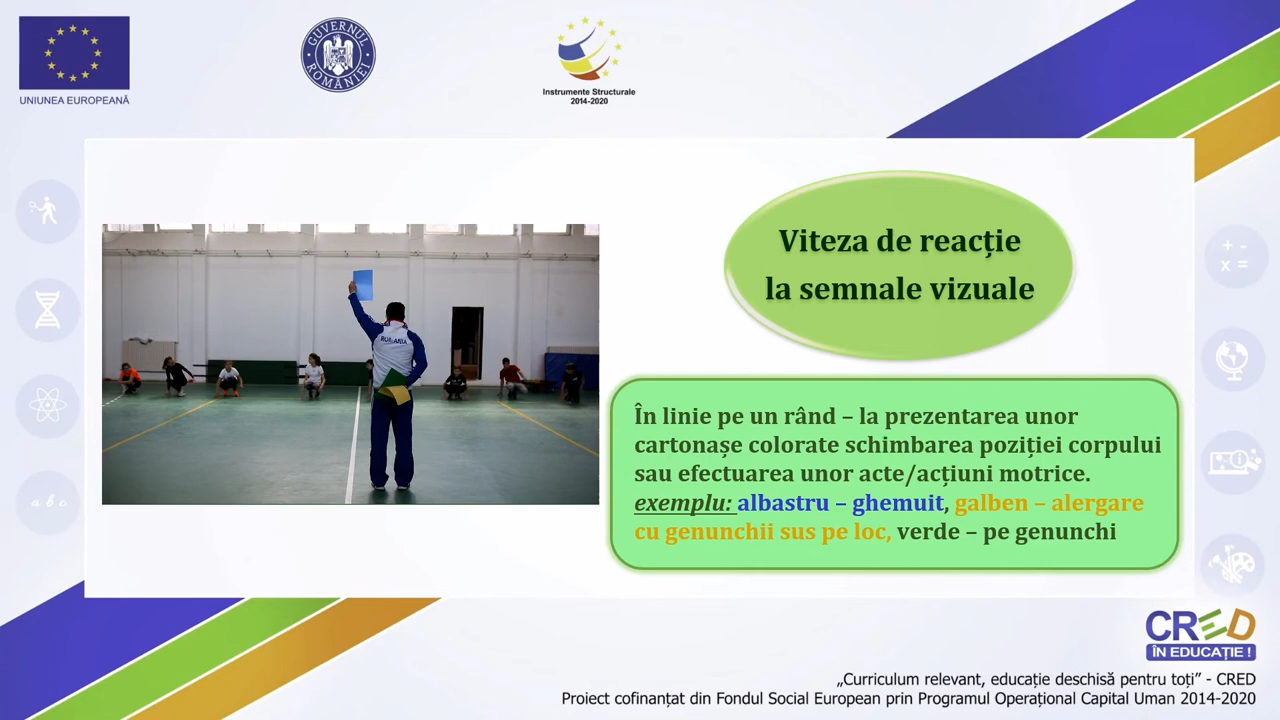 UNIUNEA EUROPEANĂ
GUVERNUL ROMÂNIEI
Instrumente Structurale
2014-2020
Viteza de reacție
la semnale vizuale
ROMANIA
În linie pe un rând – la prezentarea unor
cartonașe colorate schimbarea poziției corpului
sau efectuarea unor acte/acțiuni motrice.
exemplu: albastru – ghemuit, galben – alergare
cu genunchii sus pe loc, verde – pe genunchi
+ -
x =
a b c
CRED
ÎN EDUCAȚIE !
„Curriculum relevant, educație deschisă pentru toți” - CRED
Proiect cofinanțat din Fondul Social European prin Programul Operațional Capital Uman 2014-2020